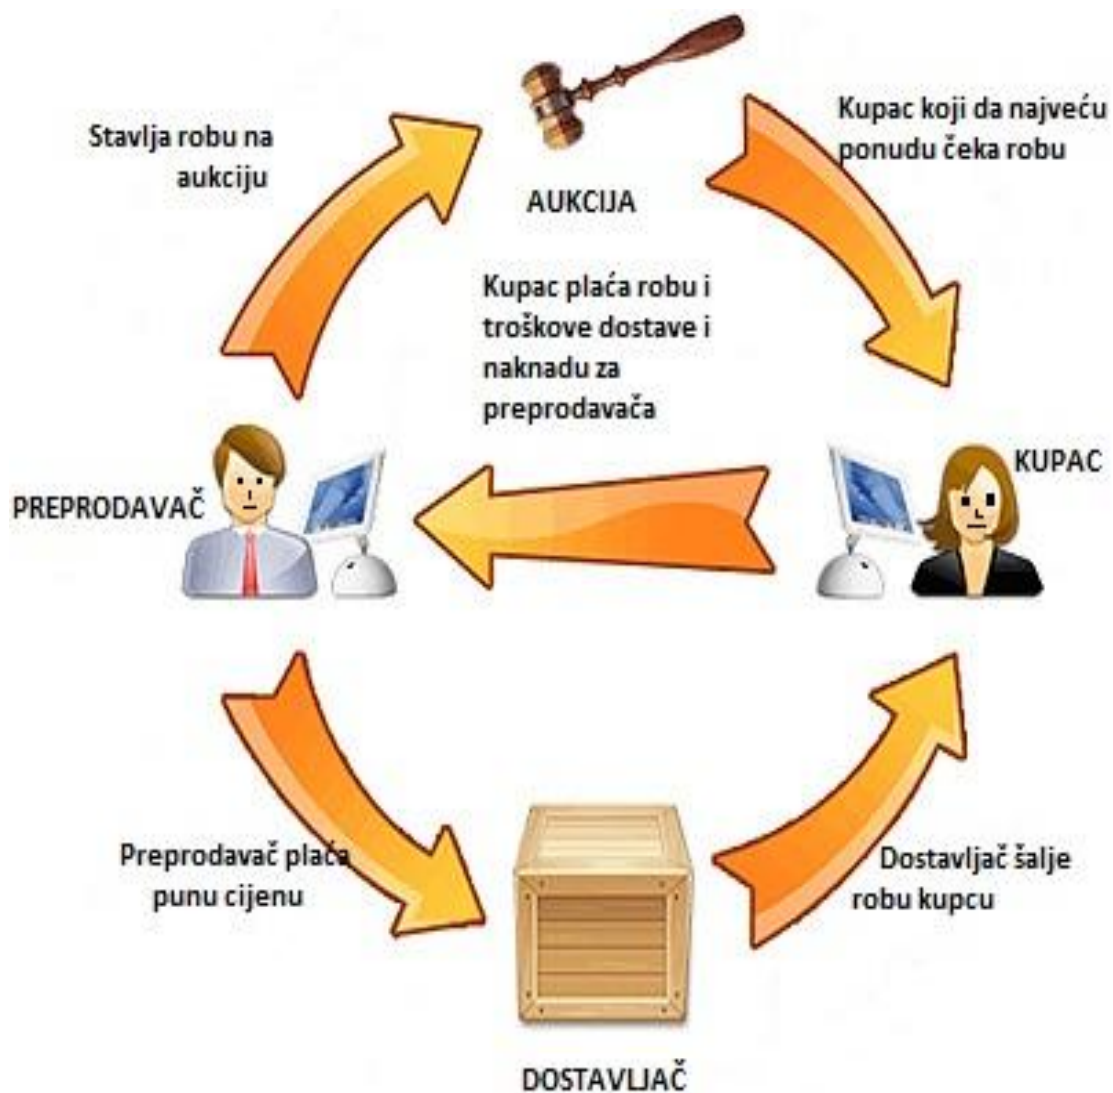 Stavlja robu na
aukciju
AUKCIJA
Kupac koji da najveću
ponudu čeka robu
Kupac plaća robu i
troškove dostave i
naknadu za
preprodavača
PREPRODAVAČ
KUPAC
Preprodavač plaća
punu cijenu
Dostavljač šalje
robu kupcu
DOSTAVLJAČ